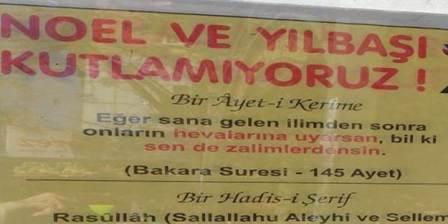 NOEL VE YILBAŞI
KUTLAMIYORUZ !
Bir Âyet-i Kerime
Eğer sana gelen ilimden sonra
onların hevalarına uyarsan, bil ki
sen de zalimlerdensin.
(Bakara Suresi - 145 Ayet)
Bir Hadis-i Şerif
Rasûllâh (Sallallahu Aleyhi ve Sellem